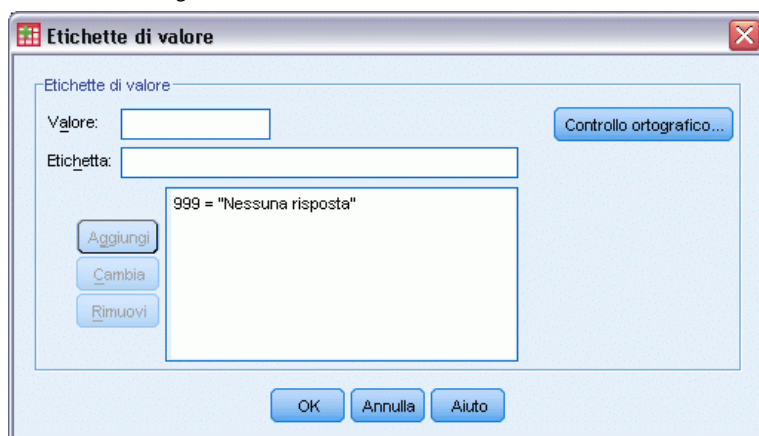 Etichette di valore
Etichette di valore
Valore:
Controllo ortografico...
Etichetta:
999 = "Nessuna risposta"
Aggiungi
Cambia
Rimuovi
OK Annulla Aiuto